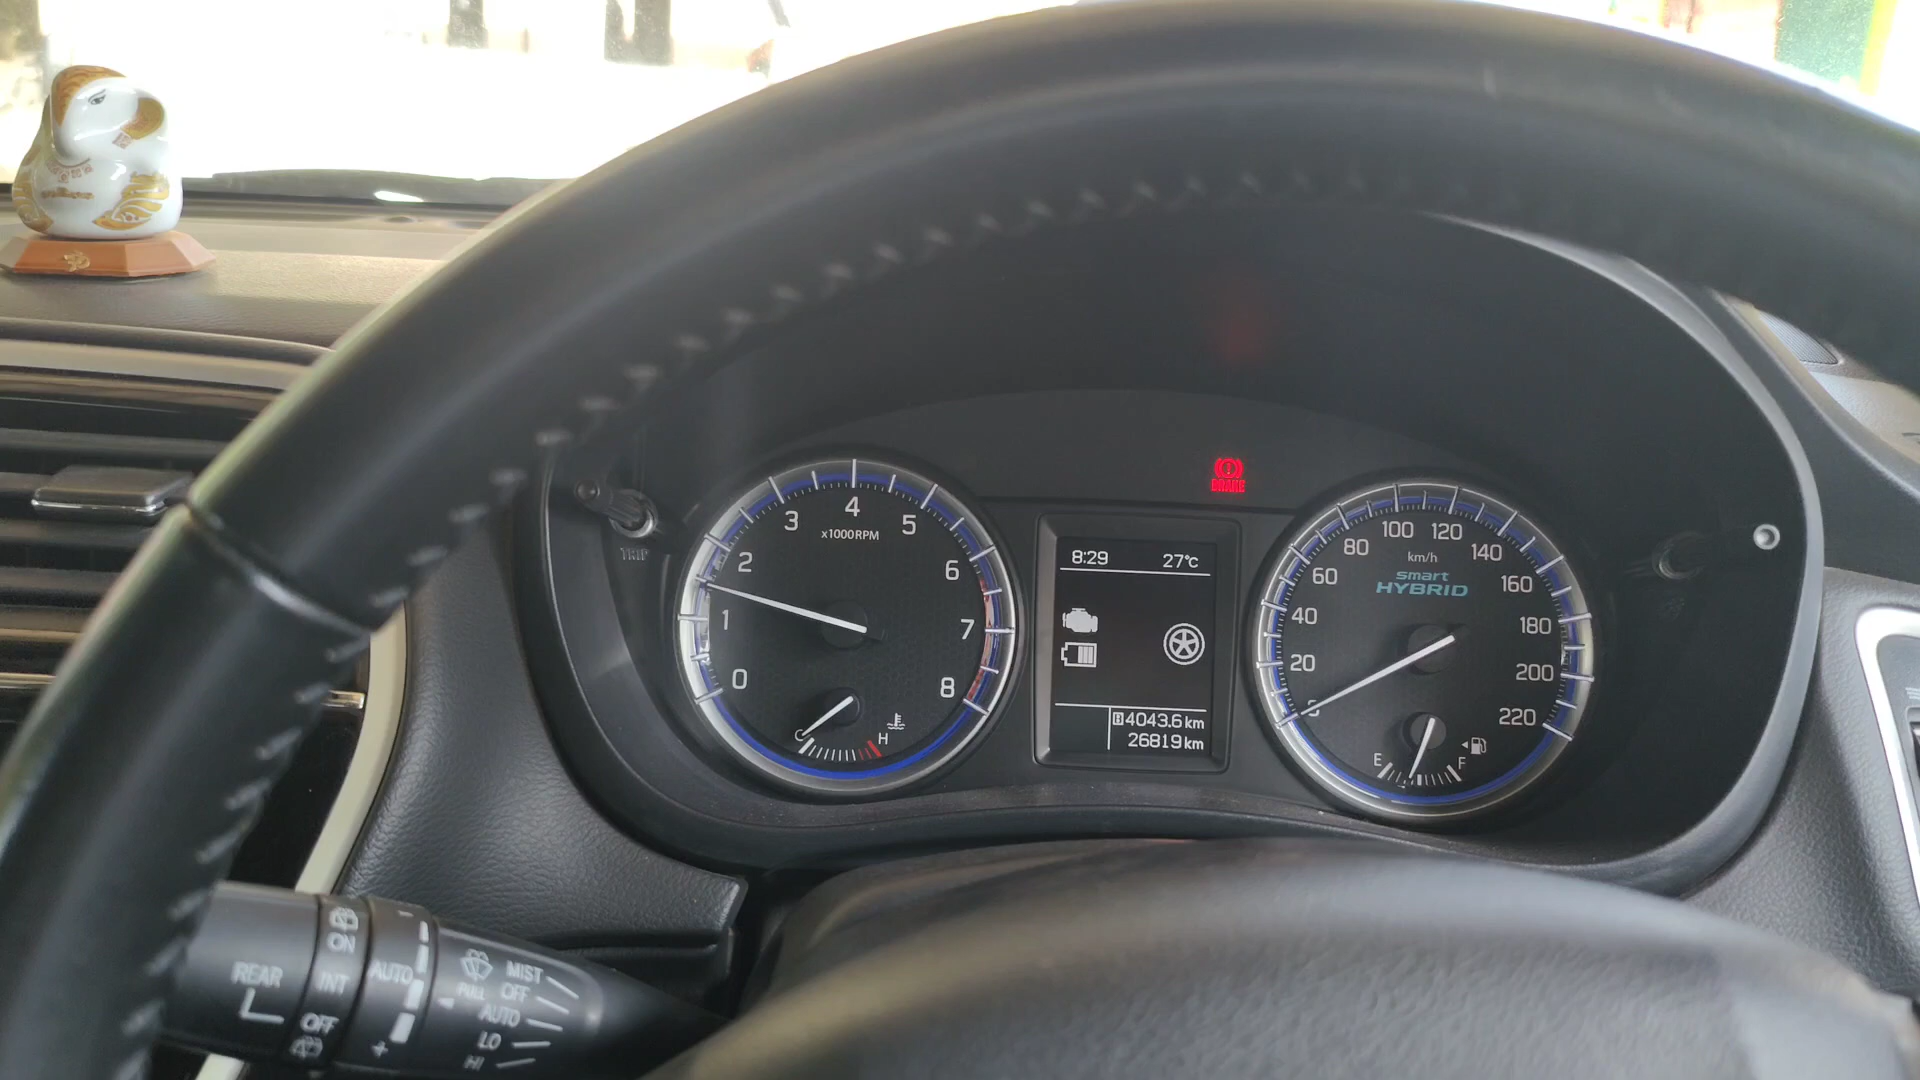 BRAKE
TRIP
0
1
2
3
4
5
6
7
8
x1000RPM
C
H
8:29 27°C
B 4043.6 km
26819 km
20
40
60
80
100
120
140
160
180
200
220
km/h
smart
HYBRID
E
F
REAR
ON
INT
OFF
AUTO
- +
PULL
MIST
OFF
AUTO
LO
HI